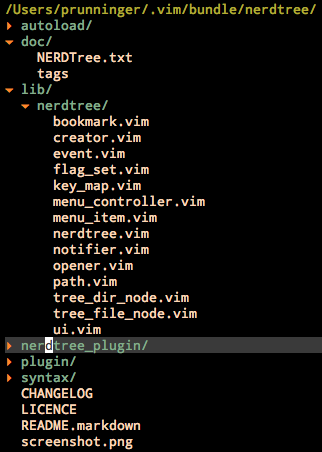 /Users/prunninger/.vim/bundle/nerdtree/
autoload/
doc/
NERDTree.txt
tags
lib/
nerdtree/
bookmark.vim
creator.vim
event.vim
flag_set.vim
key_map.vim
menu_controller.vim
menu_item.vim
nerdtree.vim
notifier.vim
opener.vim
path.vim
tree_dir_node.vim
tree_file_node.vim
ui.vim
nerdtree_plugin/
plugin/
syntax/
CHANGELOG
LICENCE
README.markdown
screenshot.png